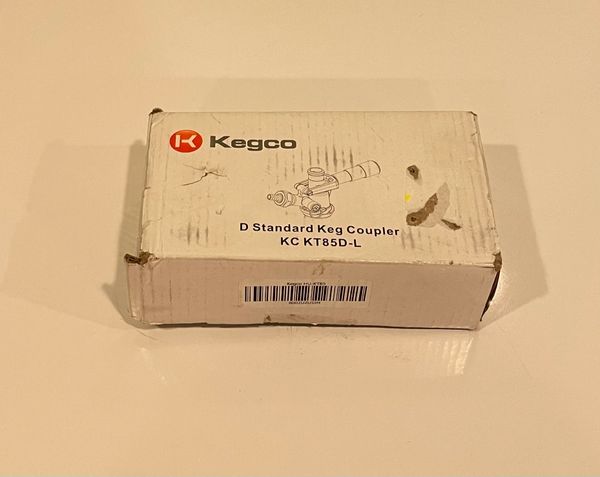 K Kegco
D Standard Keg Coupler
KC KT85D-L